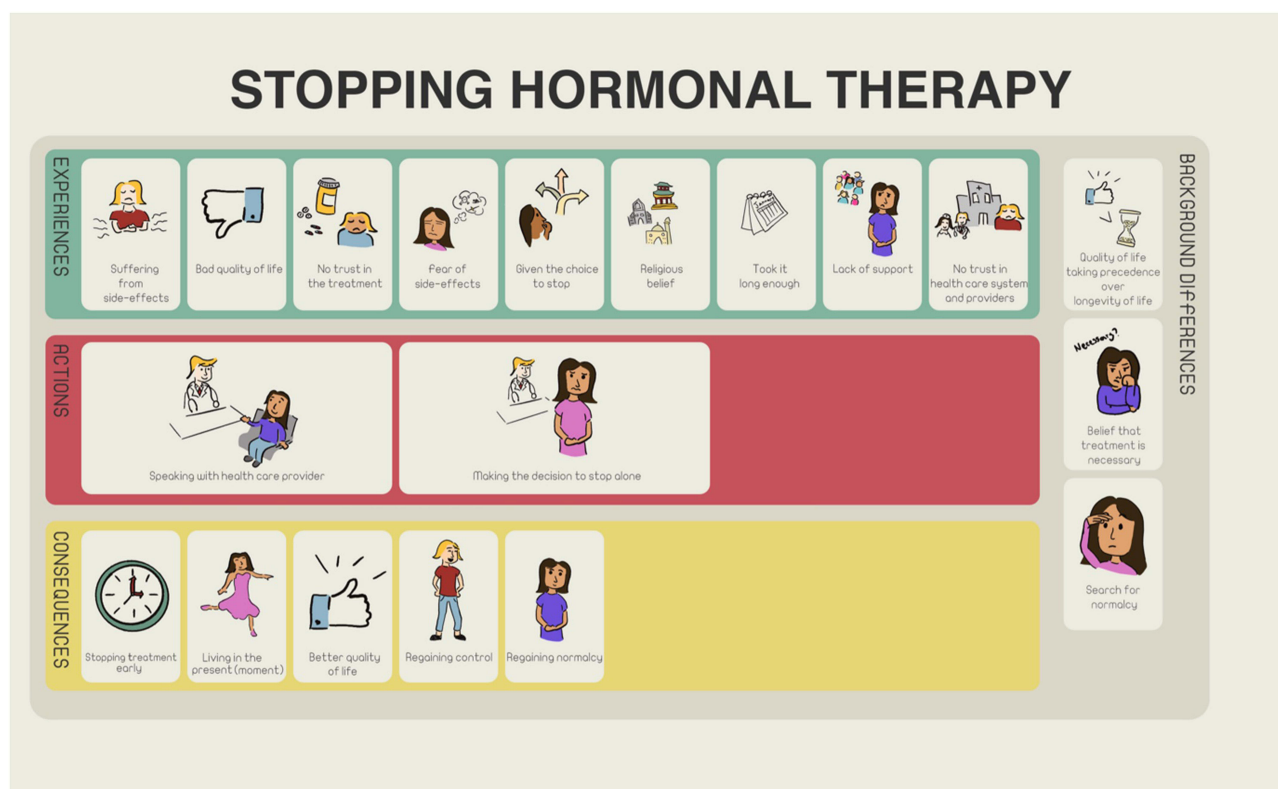 STOPPING HORMONAL THERAPY
EXPERIENCES
Suffering
from
side-effects
Bad quality of life
No trust in
the treatment
Fear of
side-effects
Given the choice
to stop
Religious
belief
Took it
long enough
Lack of support
No trust in
health care system
and providers
ACTIONS
Speaking with health care provider
Making the decision to stop alone
CONSEQUENCES
Stopping treatment
early
Living in the
present (moment)
Better quality
of life
Regaining control
Regaining normalcy
BACKGROUND DIFFERENCES
Quality of life
taking precedence
over
longevity of life
Necessary?
Belief that
treatment is
necessary
Search for
normalcy